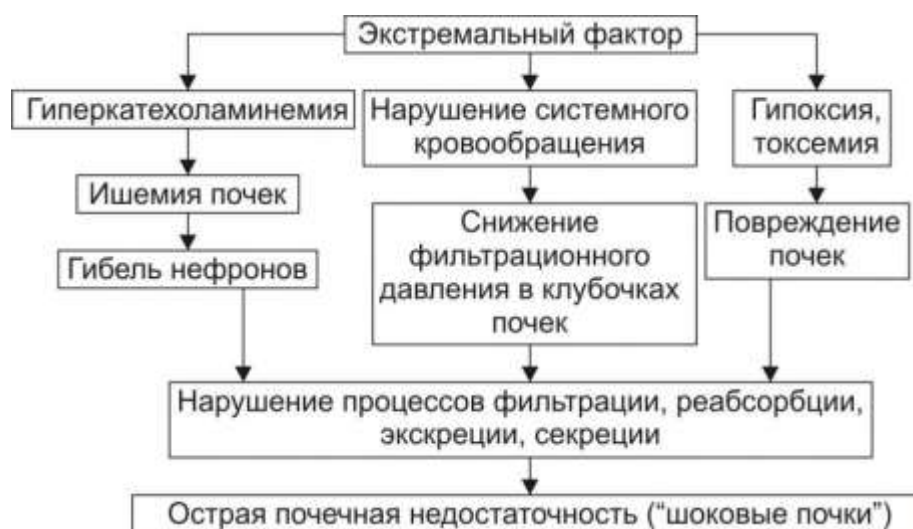 Экстремальный фактор
Гиперкатехоламинемия
Ишемия почек
Гибель нефронов
Нарушение системного
кровообращения
Снижение
фильтрационного
давления в клубочках
почек
Гипоксия,
токсемия
Повреждение
почек
Нарушение процессов фильтрации, реабсорбции,
экскреции, секреции
Острая почечная недостаточность (“шоковые почки”)